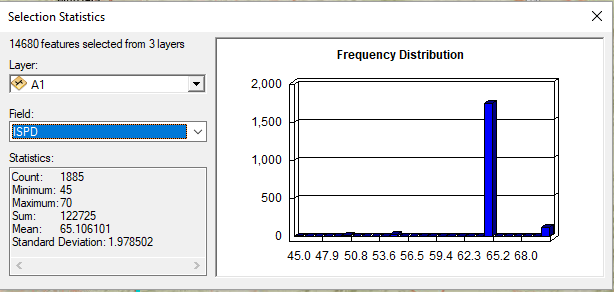 Selection Statistics
14680 features selected from 3 layers
Layer:
A1
Field:
ISPD
Statistics:
Count: 1885
Minimum: 45
Maximum: 70
Sum: 122725
Mean: 65.106101
Standard Deviation: 1.978502
Frequency Distribution
2,000
1,500
1,000
500
0
45.0 47.9 50.8 53.6 56.5 59.4 62.3 65.2 68.0